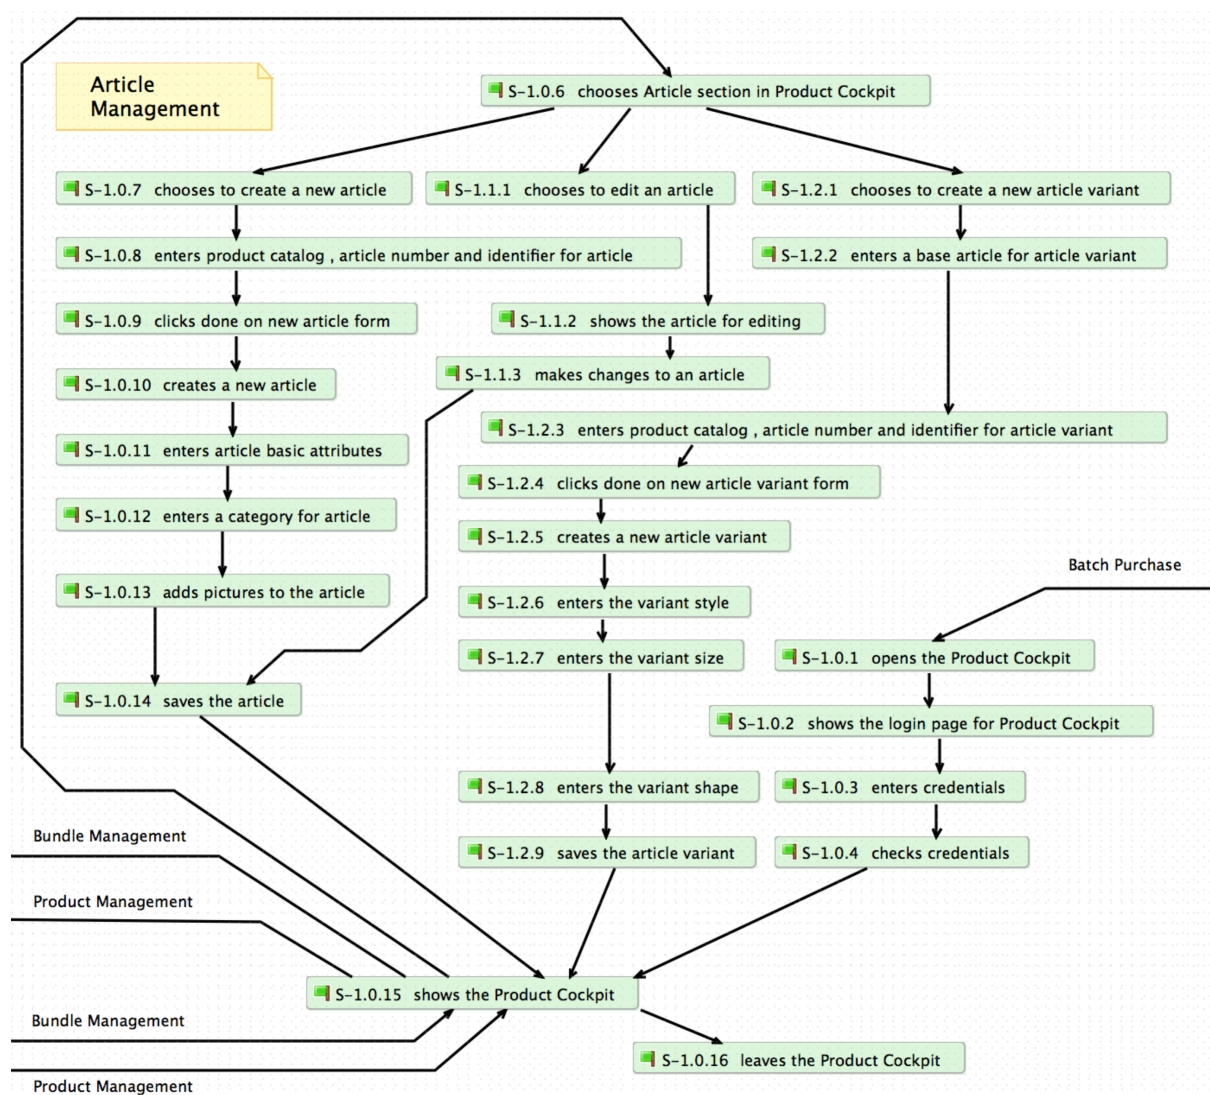 Article
Management
S-1.0.6 chooses Article section in Product Cockpit
S-1.0.7 chooses to create a new article
S-1.1.1 chooses to edit an article
S-1.2.1 chooses to create a new article variant
S-1.0.8 enters product catalog , article number and identifier for article
S-1.2.2 enters a base article for article variant
S-1.0.9 clicks done on new article form
S-1.1.2 shows the article for editing
S-1.0.10 creates a new article
S-1.1.3 makes changes to an article
S-1.2.3 enters product catalog , article number and identifier for article variant
S-1.0.11 enters article basic attributes
S-1.2.4 clicks done on new article variant form
S-1.0.12 enters a category for article
S-1.2.5 creates a new article variant
Batch Purchase
S-1.0.13 adds pictures to the article
S-1.2.6 enters the variant style
S-1.2.7 enters the variant size
S-1.0.1 opens the Product Cockpit
S-1.0.14 saves the article
S-1.0.2 shows the login page for Product Cockpit
S-1.2.8 enters the variant shape
S-1.0.3 enters credentials
Bundle Management
S-1.2.9 saves the article variant
S-1.0.4 checks credentials
Product Management
S-1.0.15 shows the Product Cockpit
Bundle Management
S-1.0.16 leaves the Product Cockpit
Product Management